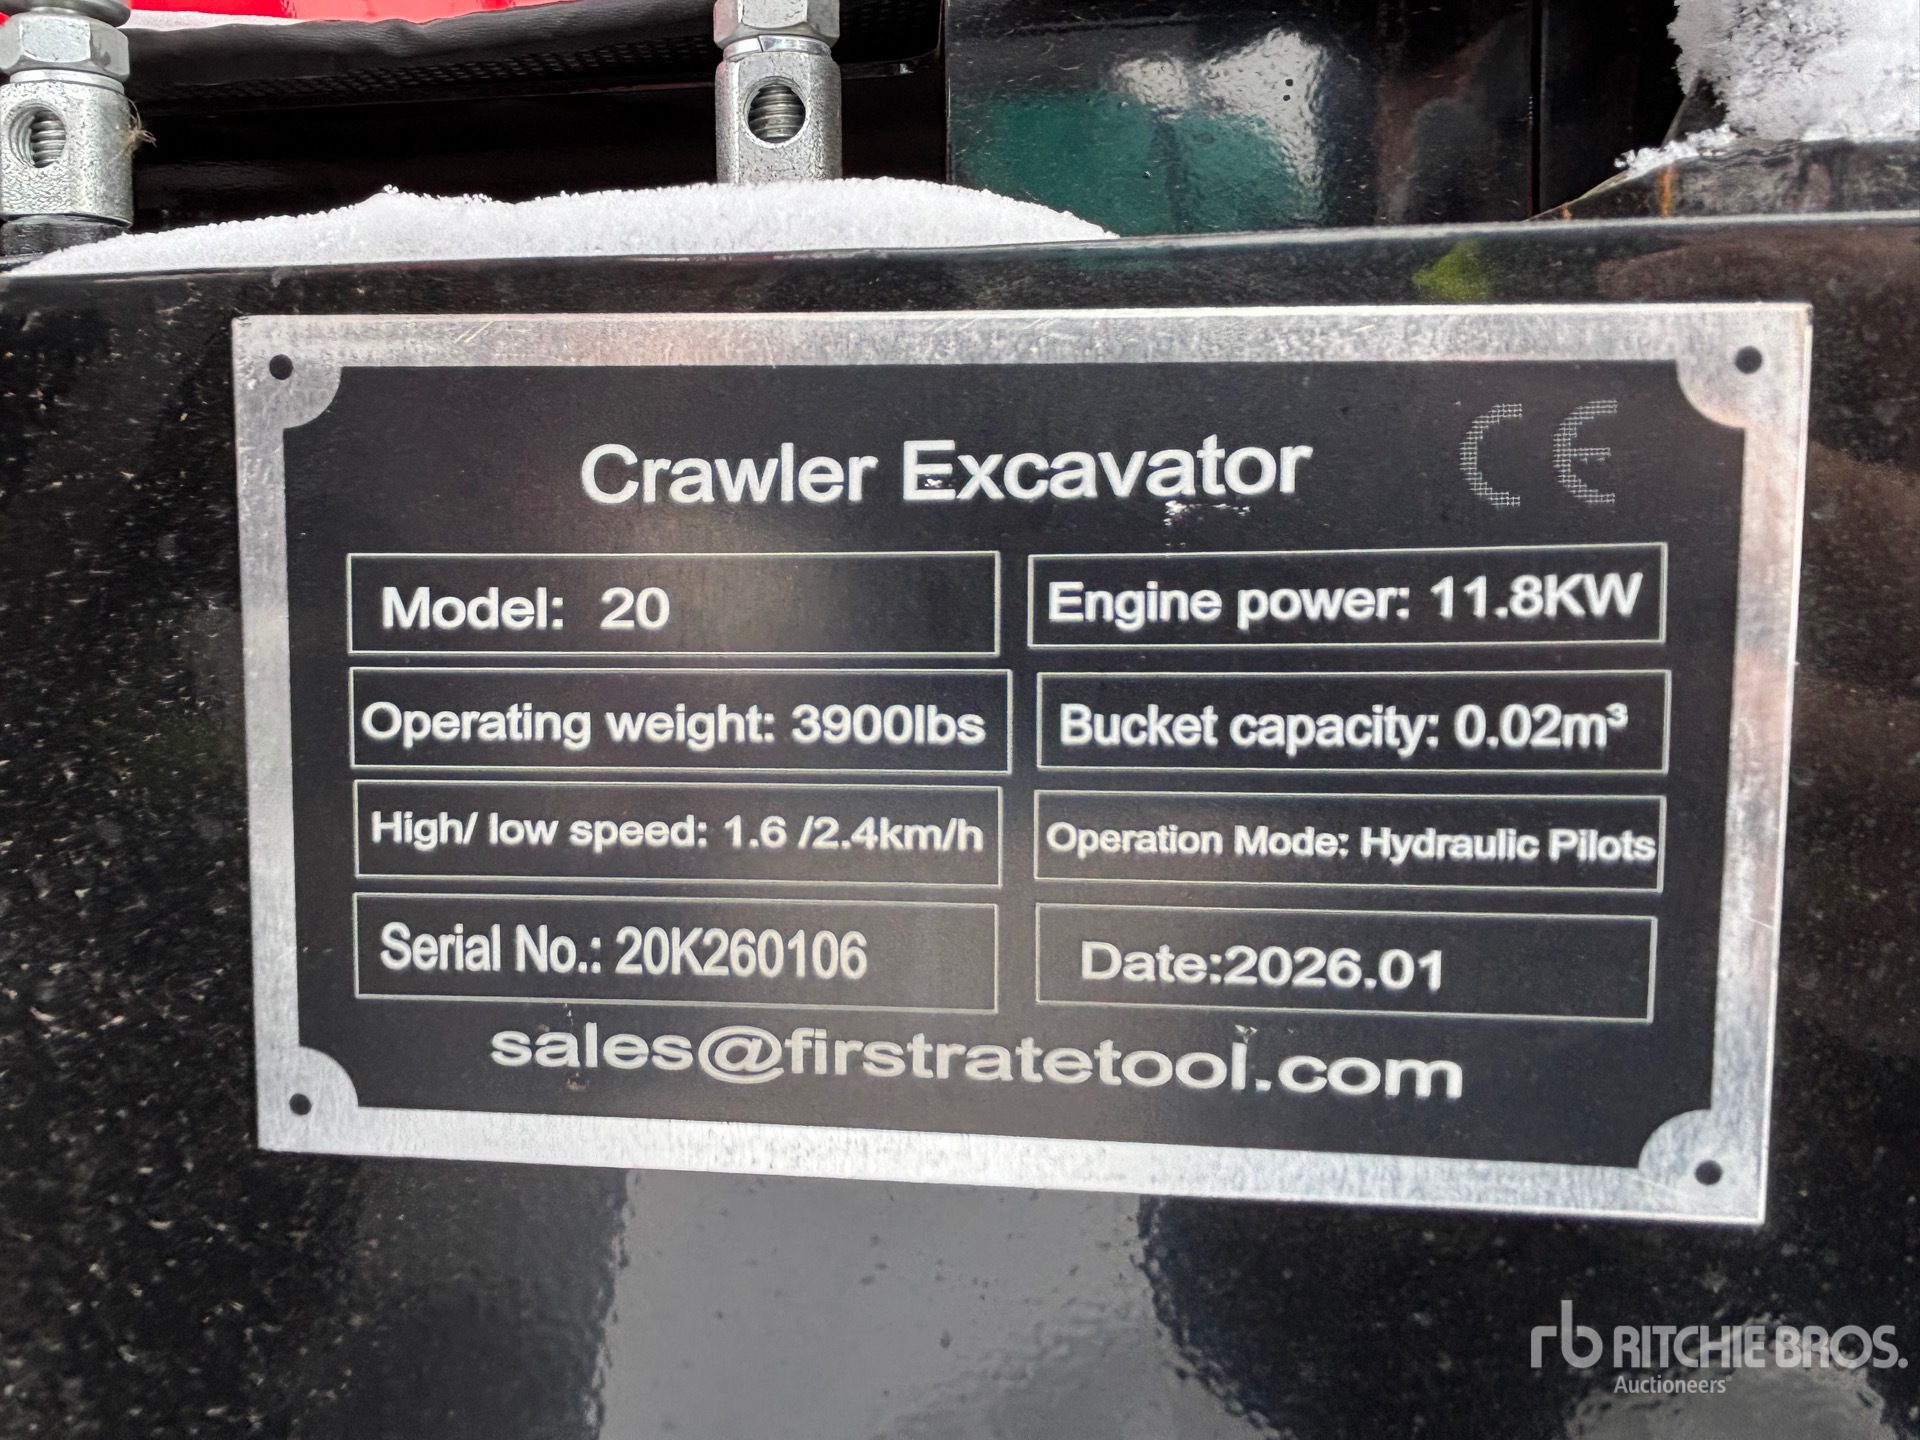 Crawler Excavator CE
Model: 20
Engine power: 11.8KW
Operating weight: 3900lbs
Bucket capacity: 0.02m³
High/ low speed: 1.6 /2.4km/h
Operation Mode: Hydraulic Pilots
Serial No.: 20K260106
Date:2026.01
sales@firstratetool.com
rb RITCHIE BROS.
Auctioneers